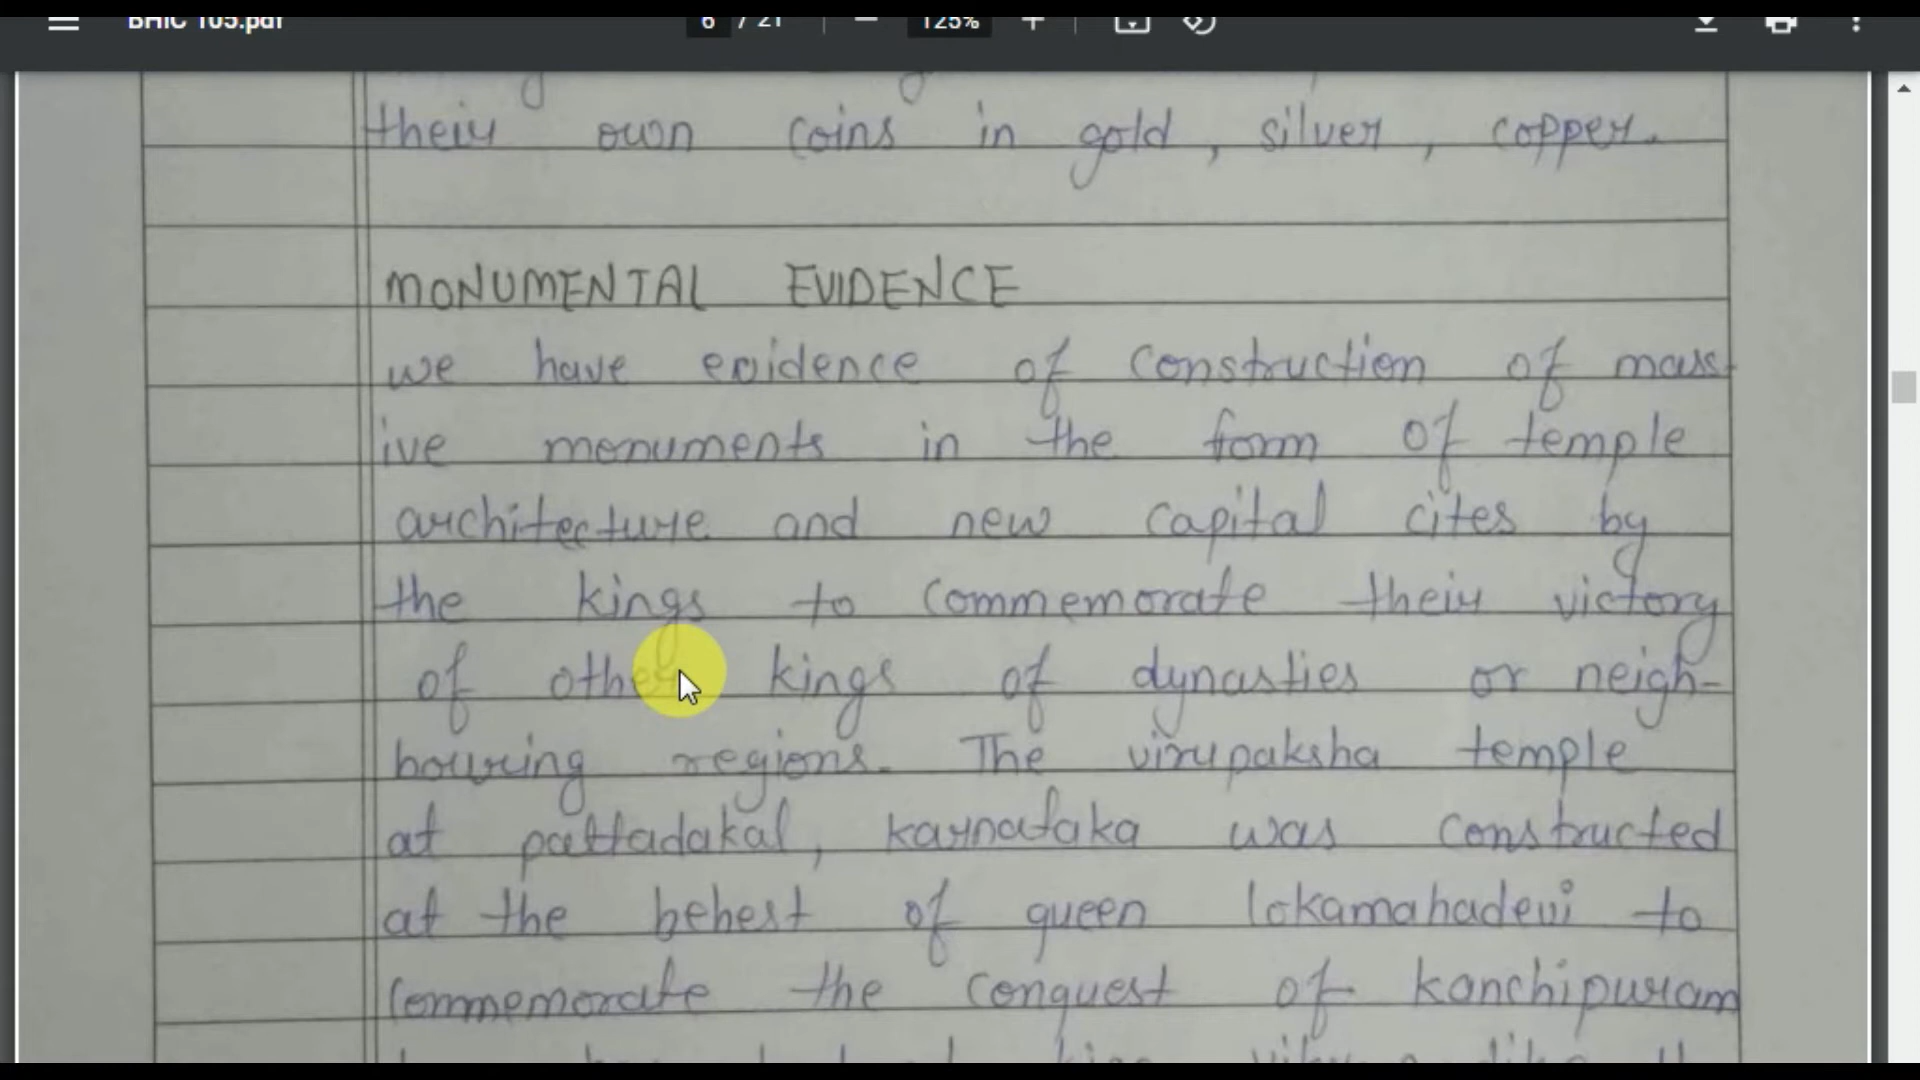 BHIC 105.pdf 6 / 21 125%
their own coins in gold, silver, copper.
MONUMENTAL EVIDENCE
we have evidence of construction of mass
ive monuments in the form of temple
architecture and new capital cites by
the kings to commemorate their victory
of other kings of dynasties or neigh-
bouring regions. The virupaksha temple
at pattadakal, karnataka was constructed
at the behest of queen lokamahadevi to
commemorate the conquest of kanchipuram